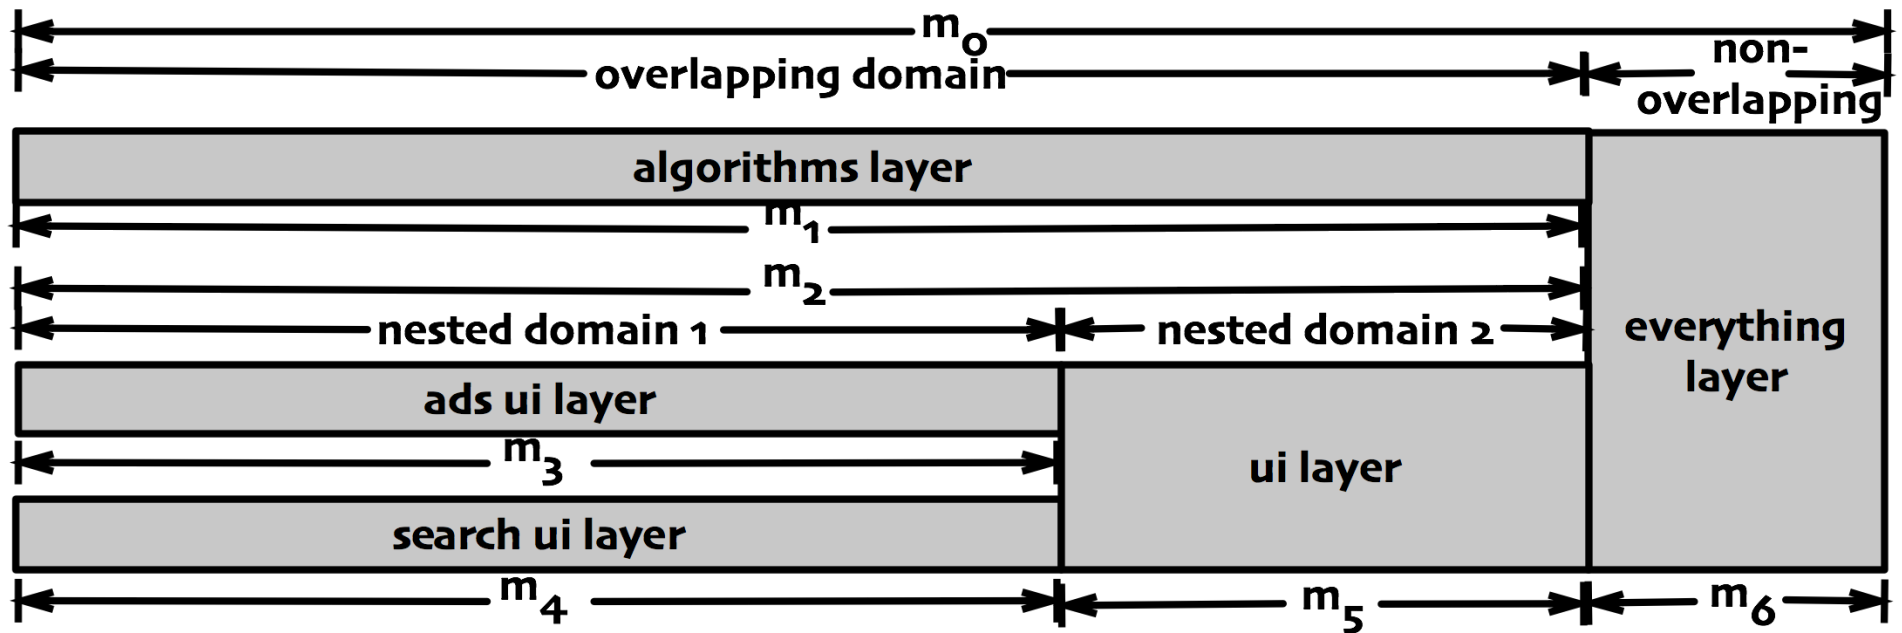 m0
overlapping domain
non-
overlapping
algorithms layer
m1
m2
nested domain 1
nested domain 2
everything
layer
ads ui layer
m3
ui layer
search ui layer
m4
m5
m6